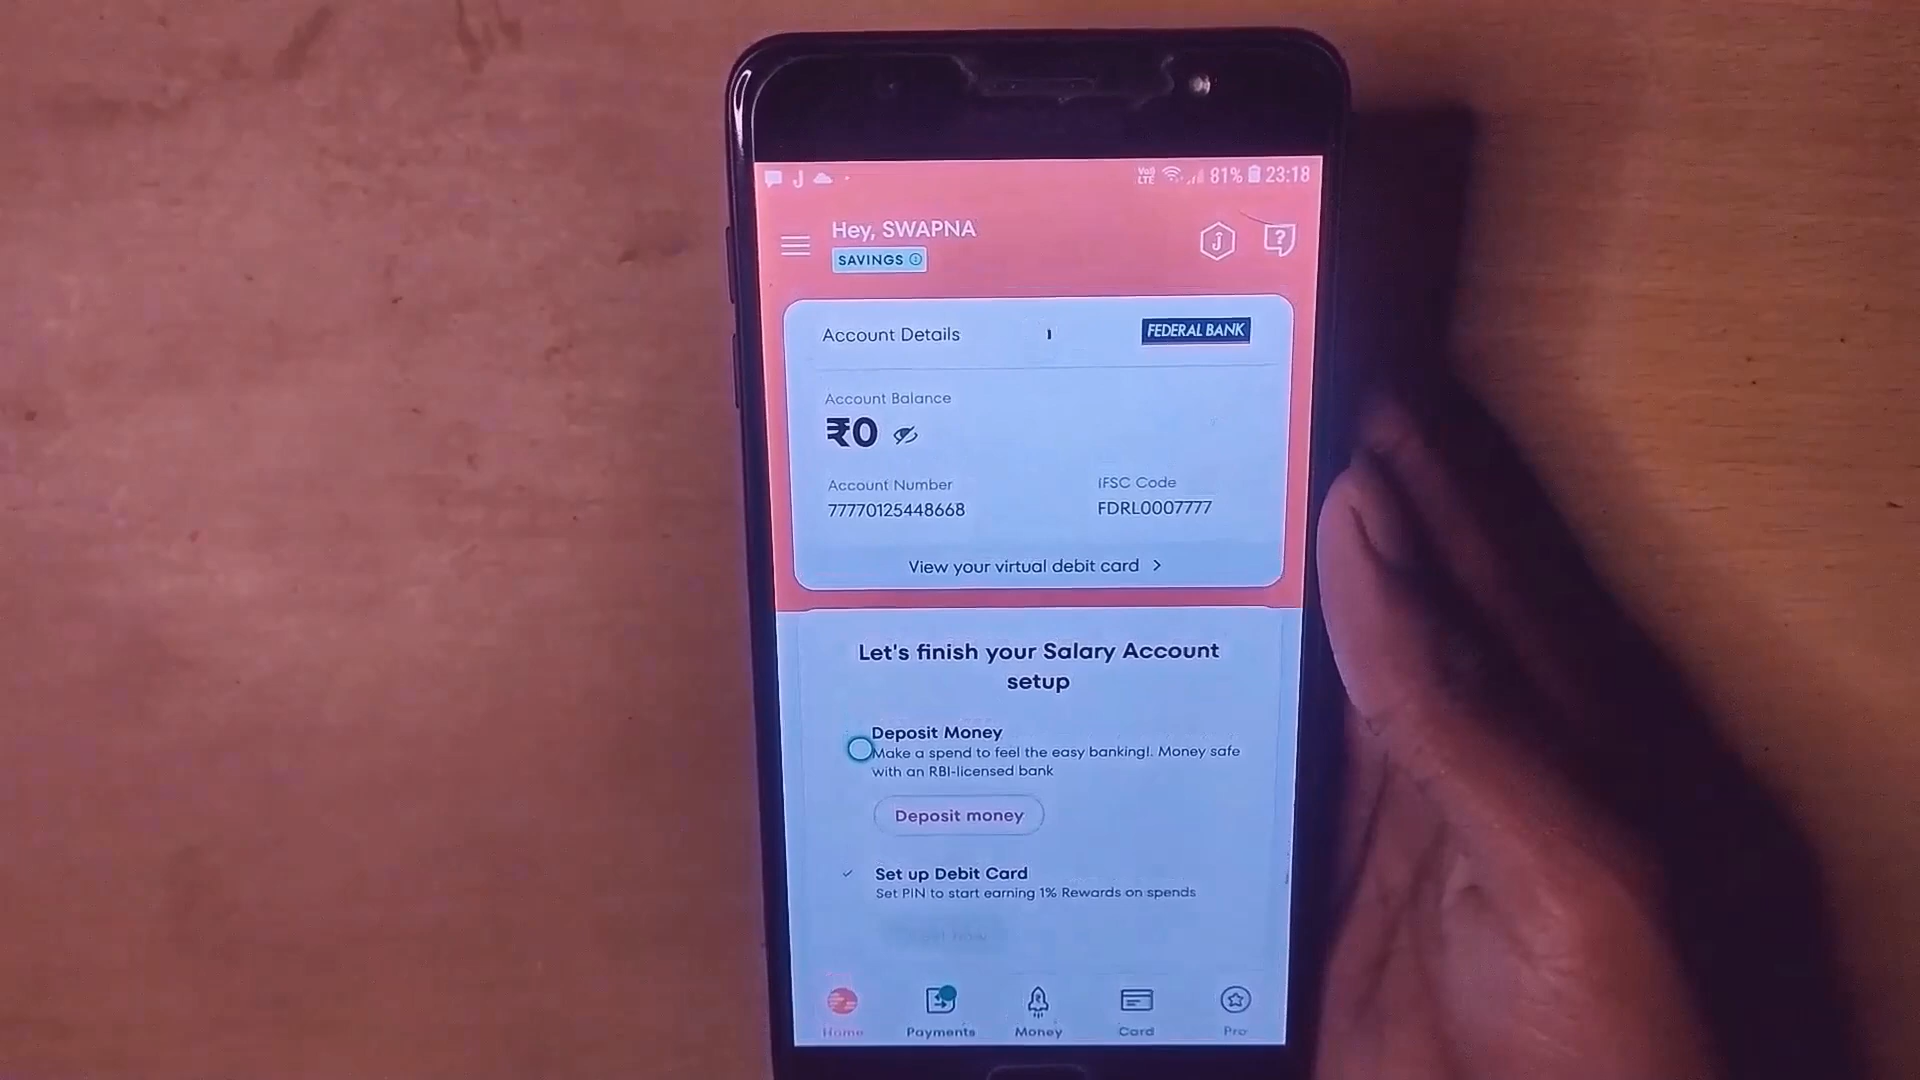 Vo)
LTE
81%
23:18
Hey, SWAPNA
SAVINGS
Account Details
FEDERAL BANK
Account Balance
₹0
Account Number
IFSC Code
77770125448668
FDRL0007777
View your virtual debit card >
Let's finish your Salary Account
setup
Deposit Money
Make a spend to feel the easy banking!. Money safe
with an RBI-licensed bank
Deposit money
Set up Debit Card
Set PIN to start earning 1% Rewards on spends
Home
Payments
Money
Card
Pro